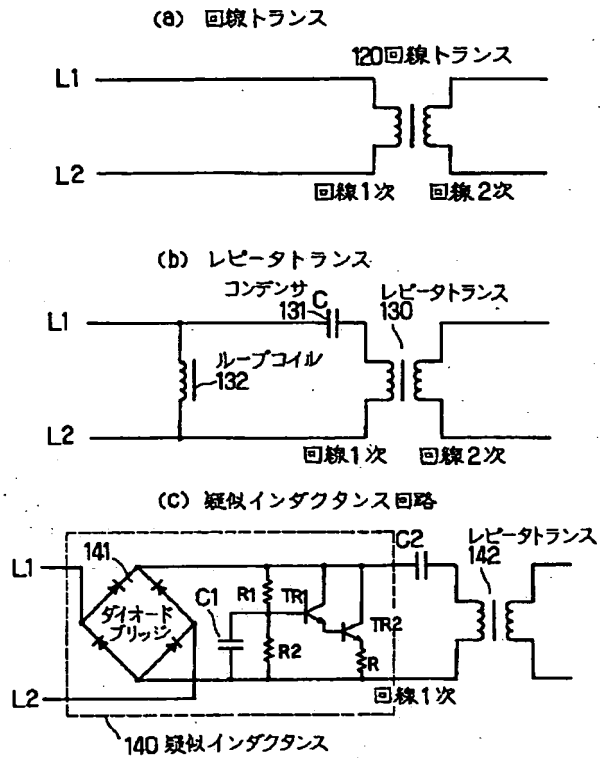 (a) 回線トランス
120回線トランス
L1
L2
回線1次 回線2次
(b) レピータトランス
コンデンサ
131 C
レピータトランス
130
L1
ループコイル
132
L2
回線1次 回線2次
(c) 疑似インダクタンス回路
L1
141
ダイオード
ブリッジ
C1
R1
R2
TR1
TR2
R
C2
レピータトランス
142
L2
回線1次
140 疑似インダクタンス